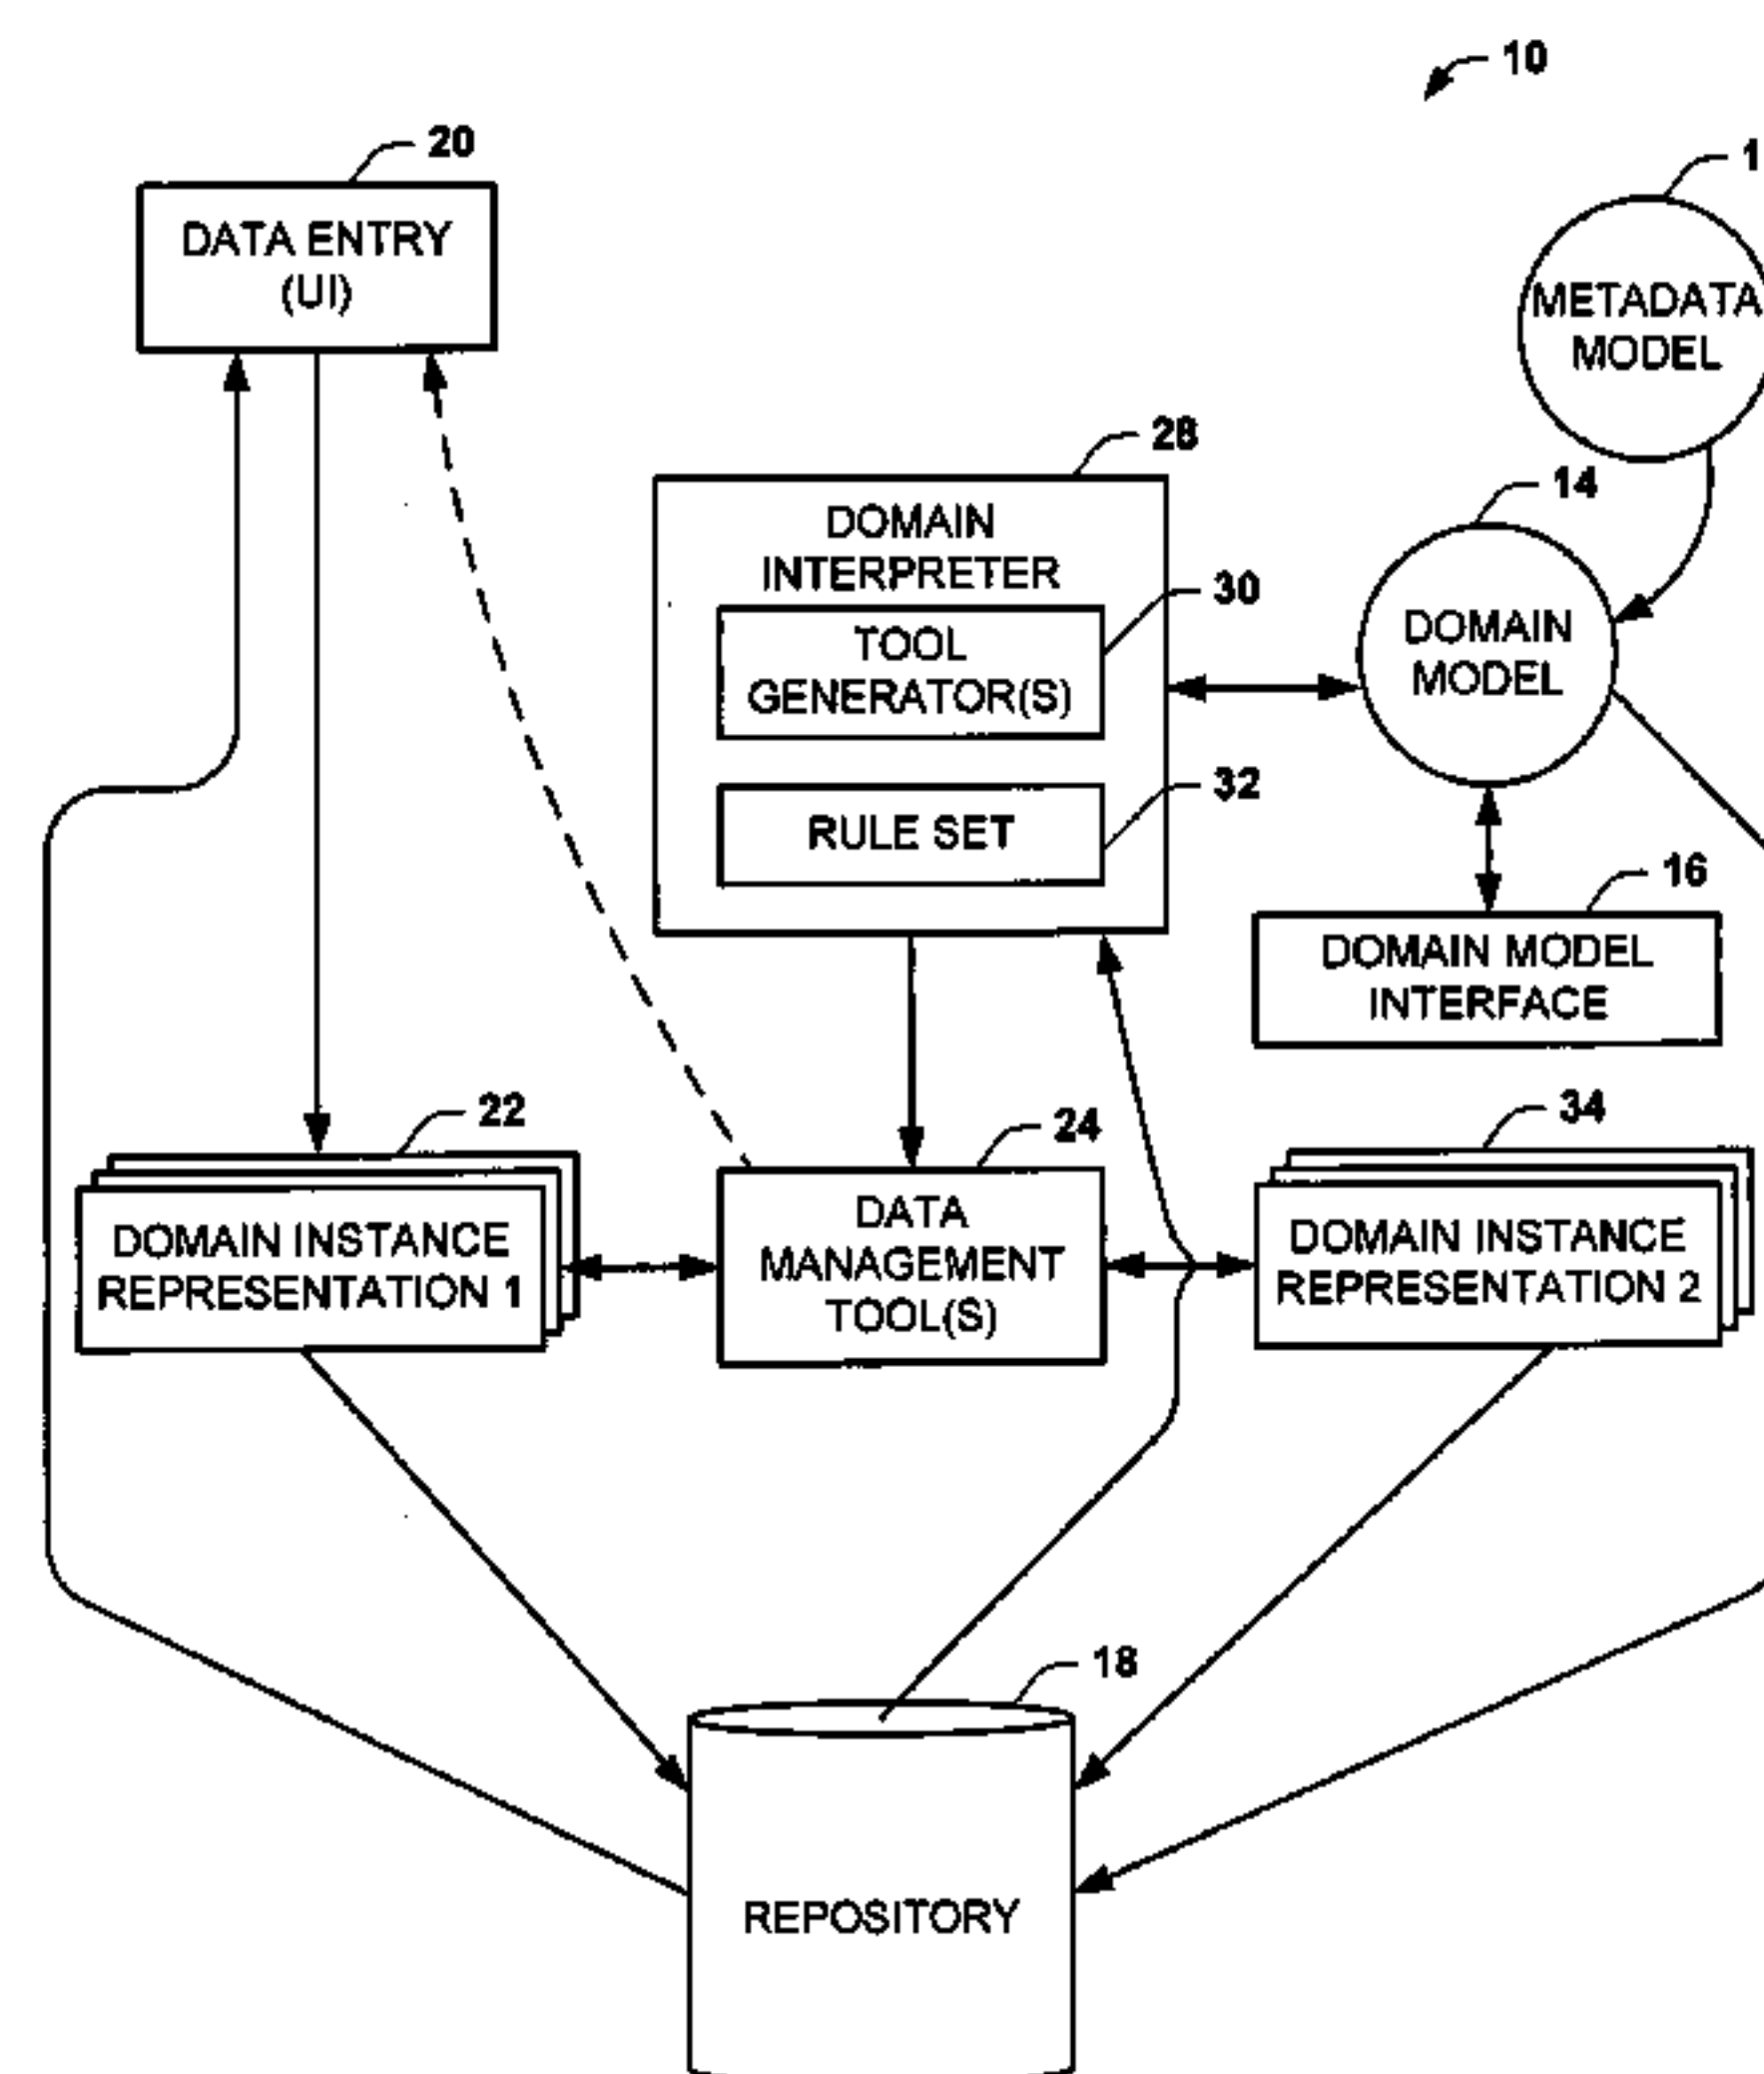 10
20
1
DATA ENTRY
(UI)
METADATA
MODEL
28
14
DOMAIN
INTERPRETER
30
TOOL
GENERATOR(S)
DOMAIN
MODEL
32
RULE SET
16
DOMAIN MODEL
INTERFACE
22
24
34
DOMAIN INSTANCE
REPRESENTATION 1
DATA
MANAGEMENT
TOOL(S)
DOMAIN INSTANCE
REPRESENTATION 2
18
REPOSITORY